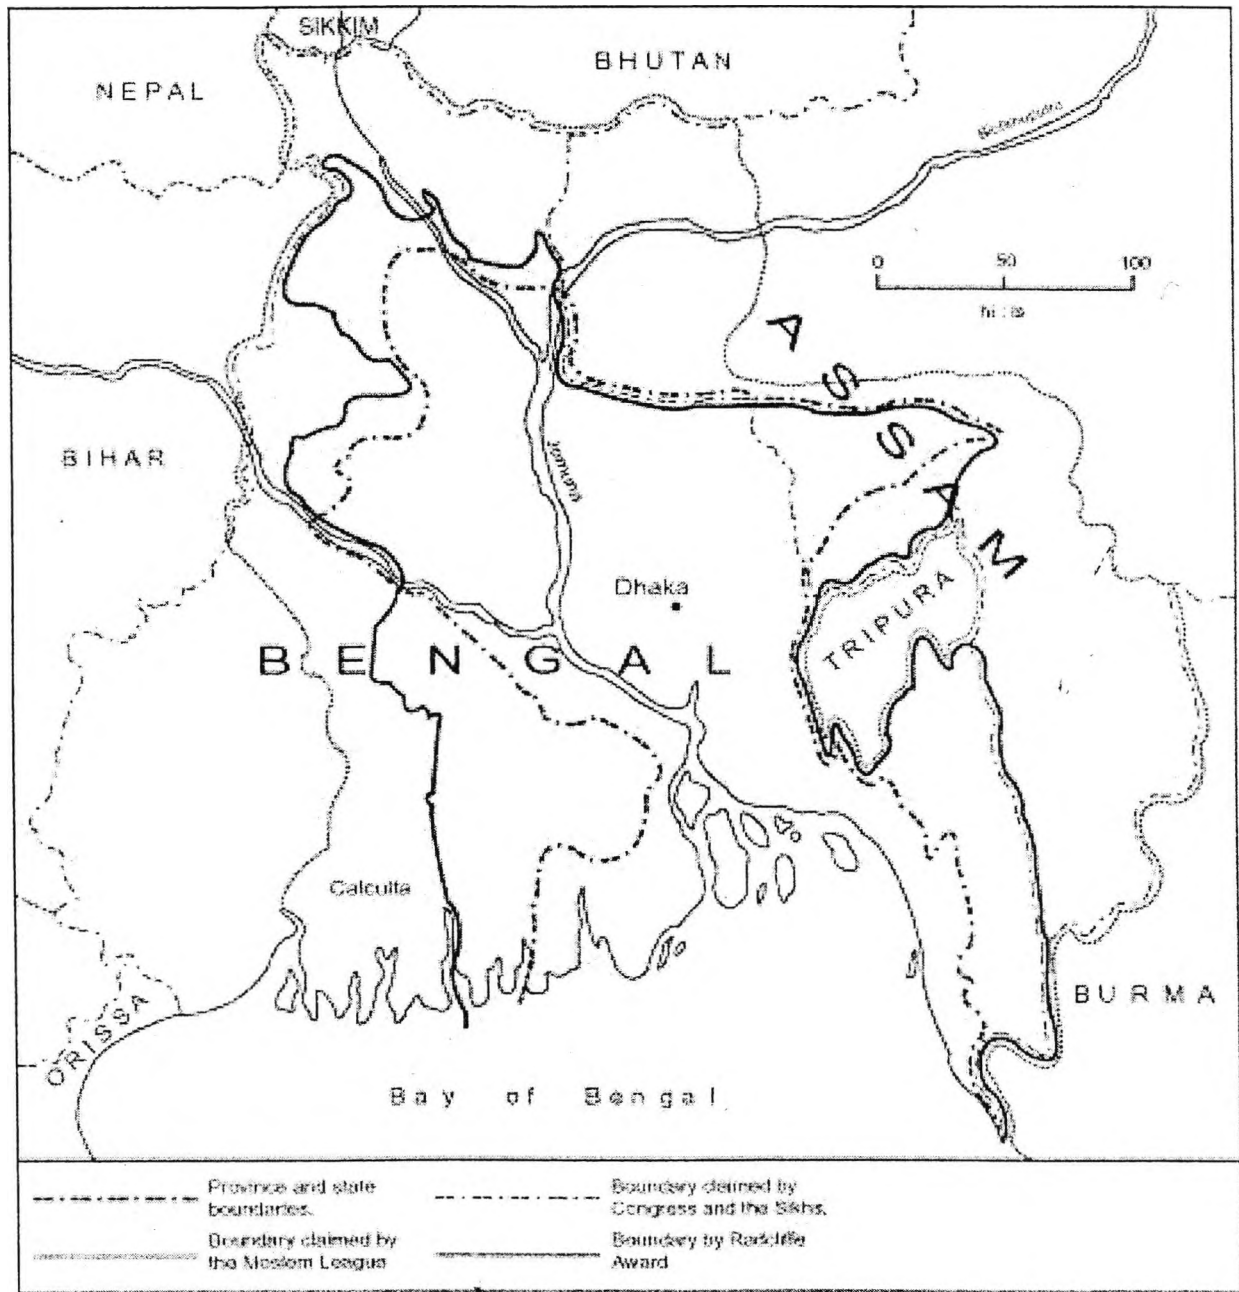 SIKKIM
BHUTAN
NEPAL
0 50 100
ASSAM
BIHAR
Jamuna
Dhaka
TRIPURA
BENGAL
Calcutta
BURMA
ORISSA
Bay of Bengal
Province and state
boundaries.
Boundary claimed by
Congress and the Sikhs.
Boundary claimed by
the Moslem League
Boundary by Radcliffe
Award